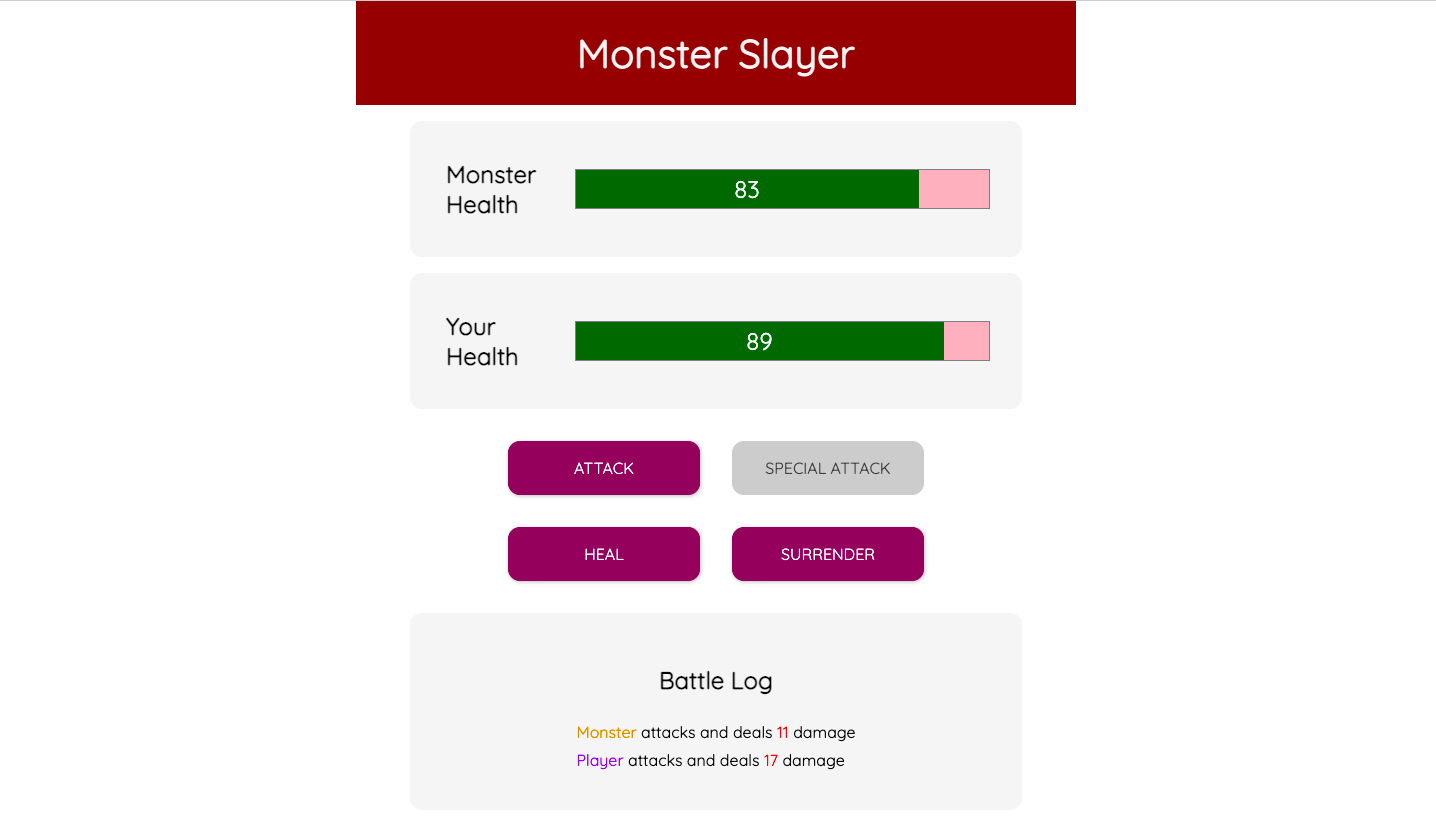 Monster Slayer
Monster
Health
83
Your
Health
89
ATTACK
SPECIAL ATTACK
HEAL
SURRENDER
Battle Log
Monster attacks and deals 11 damage
Player attacks and deals 17 damage